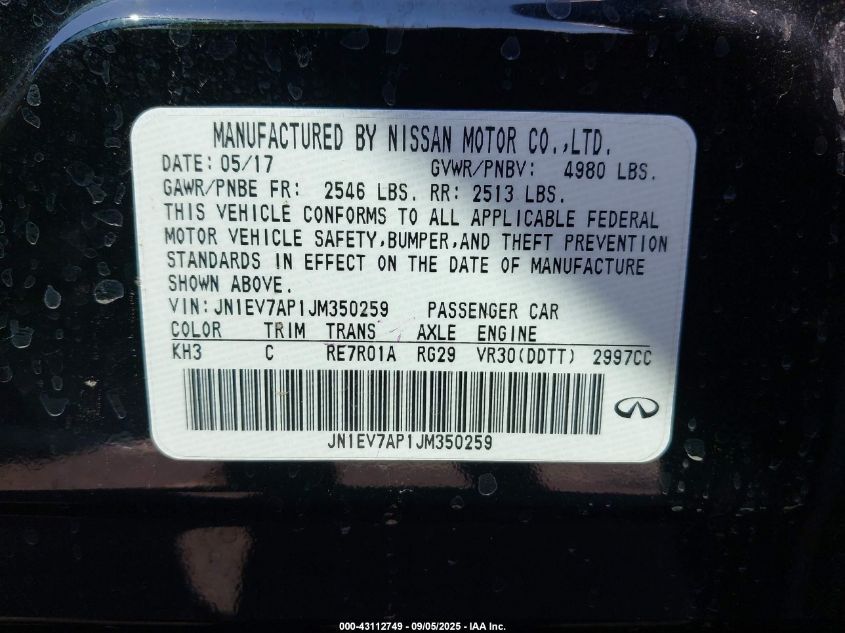 MANUFACTURED BY NISSAN MOTOR CO.,LTD.
DATE: 05/17 GVWR/PNBV: 4980 LBS.
GAWR/PNBE FR: 2546 LBS. RR: 2513 LBS.
THIS VEHICLE CONFORMS TO ALL APPLICABLE FEDERAL
MOTOR VEHICLE SAFETY,BUMPER,AND THEFT PREVENTION
STANDARDS IN EFFECT ON THE DATE OF MANUFACTURE
SHOWN ABOVE.
VIN:JN1EV7AP1JM350259 PASSENGER CAR
COLOR TRIM TRANS AXLE ENGINE
KH3 C RE7R01A RG29 VR30(DDTT) 2997CC
JN1EV7AP1JM350259
000-43112749 - 09/05/2025 - IAA Inc.